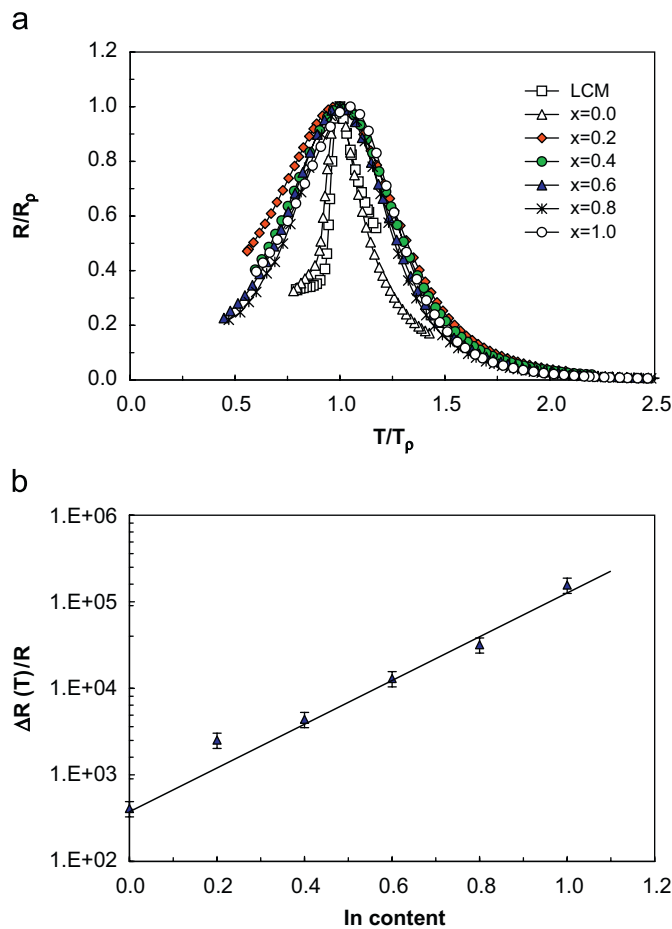 a
1.2
1.0
0.8
0.6
0.4
0.2
0.0
R/Rρ
LCM
x=0.0
x=0.2
x=0.4
x=0.6
x=0.8
x=1.0
0.0 0.5 1.0 1.5 2.0 2.5
T/Tρ
b
1.E+06
1.E+05
1.E+04
1.E+03
1.E+02
ΔR (T)/R
0.0 0.2 0.4 0.6 0.8 1.0 1.2
In content